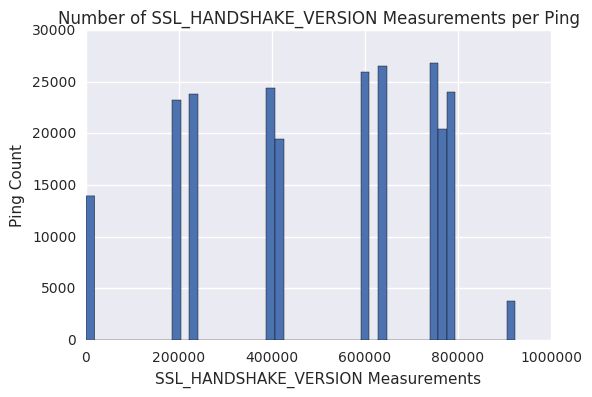 Number of SSL_HANDSHAKE_VERSION Measurements per Ping
30000
25000
20000
15000
10000
5000
0
Ping Count
0 200000 400000 600000 800000 1000000
SSL_HANDSHAKE_VERSION Measurements